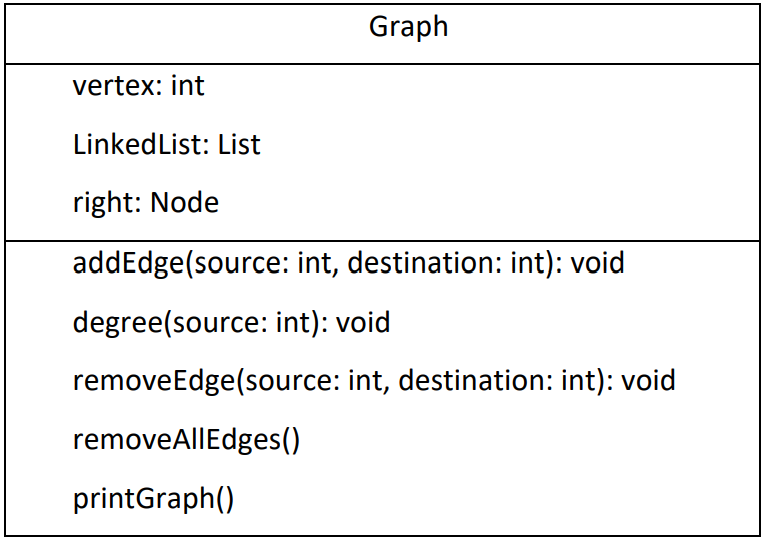 Graph
vertex: int
LinkedList: List
right: Node
addEdge(source: int, destination: int): void
degree(source: int): void
removeEdge(source: int, destination: int): void
removeAllEdges()
printGraph()